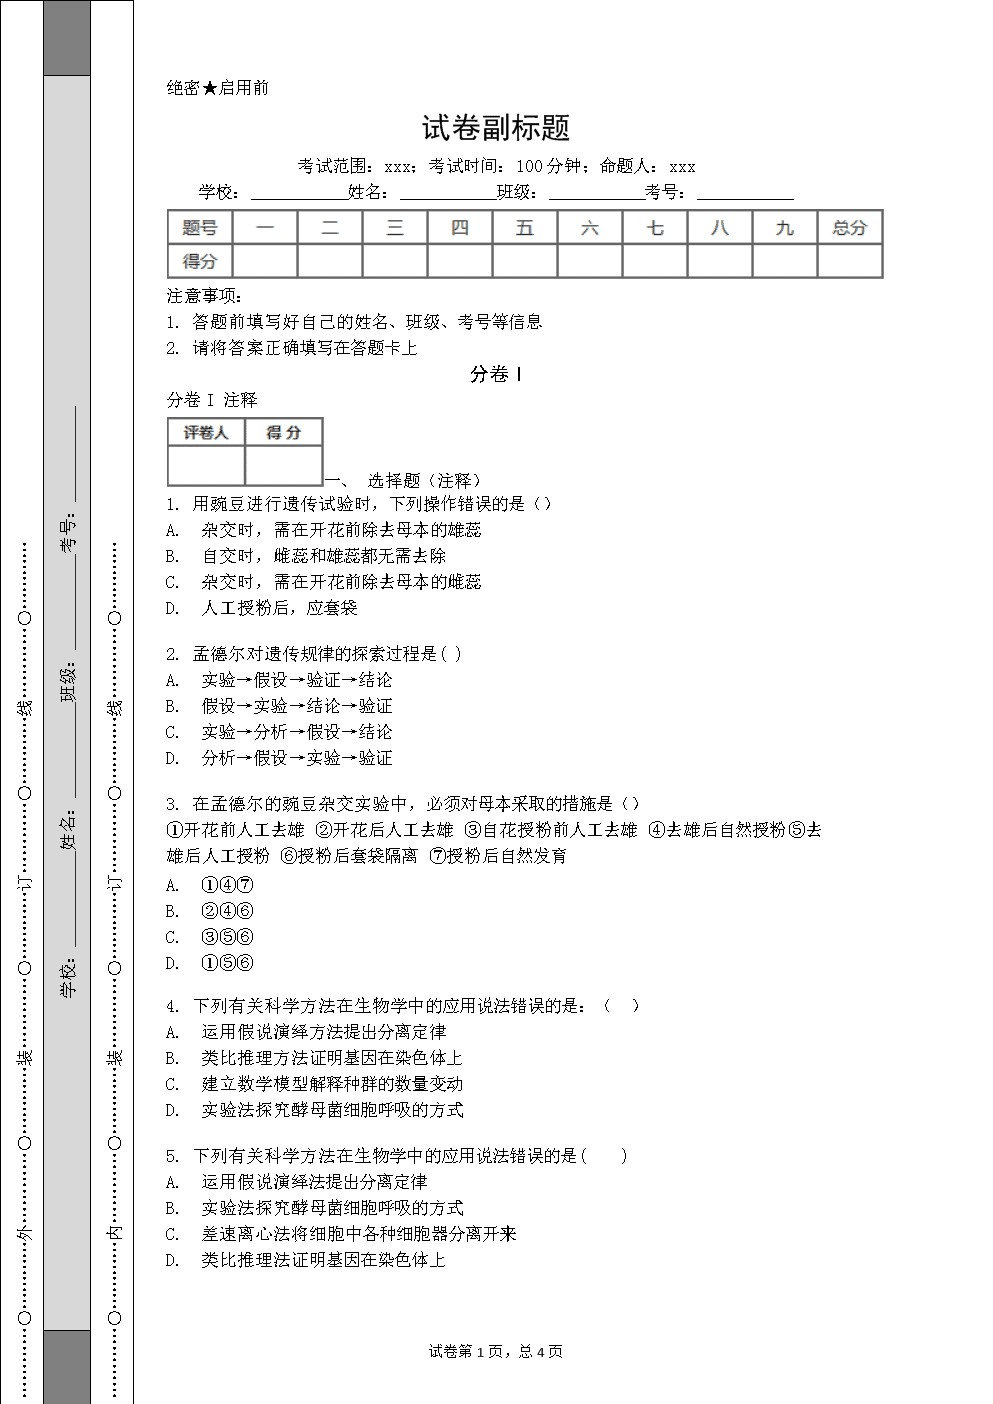 绝密★启用前
试卷副标题
考试范围：xxx；考试时间：100分钟；命题人：xxx
学校：___________姓名：___________班级：___________考号：___________
题号 一 二 三 四 五 六 七 八 九 总分
得分
注意事项：
1. 答题前填写好自己的姓名、班级、考号等信息
2. 请将答案正确填写在答题卡上
分卷I
分卷I 注释
评卷人 得分
一、 选择题（注释）
1. 用豌豆进行遗传试验时，下列操作错误的是（）
A. 杂交时，需在开花前除去母本的雄蕊
B. 自交时，雌蕊和雄蕊都无需去除
C. 杂交时，需在开花前除去母本的雌蕊
D. 人工授粉后，应套袋
2. 孟德尔对遗传规律的探索过程是( )
A. 实验→假设→验证→结论
B. 假设→实验→结论→验证
C. 实验→分析→假设→结论
D. 分析→假设→实验→验证
3. 在孟德尔的豌豆杂交实验中，必须对母本采取的措施是（）
①开花前人工去雄 ②开花后人工去雄 ③自花授粉前人工去雄 ④去雄后自然授粉⑤去
雄后人工授粉 ⑥授粉后套袋隔离 ⑦授粉后自然发育
A. ①④⑦
B. ②④⑥
C. ③⑤⑥
D. ①⑤⑥
4. 下列有关科学方法在生物学中的应用说法错误的是：（ ）
A. 运用假说演绎方法提出分离定律
B. 类比推理方法证明基因在染色体上
C. 建立数学模型解释种群的数量变动
D. 实验法探究酵母菌细胞呼吸的方式
5. 下列有关科学方法在生物学中的应用说法错误的是( )
A. 运用假说演绎法提出分离定律
B. 实验法探究酵母菌细胞呼吸的方式
C. 差速离心法将细胞中各种细胞器分离开来
D. 类比推理法证明基因在染色体上
试卷第1页，总4页
…………○…………外…………○…………装…………○…………订…………○…………线…………○…………
学校：___________姓名：___________班级：___________考号：___________
…………○…………内…………○…………装…………○…………订…………○…………线…………○…………